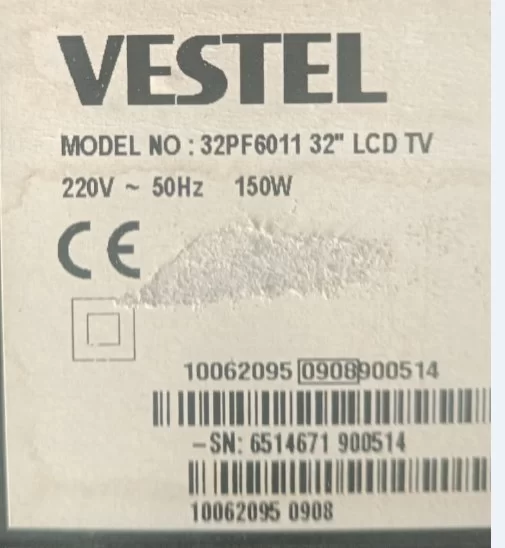 VESTEL
MODEL NO : 32PF6011 32" LCD TV
220V ~ 50Hz 150W
CE
10062095 0908900514
-SN: 6514671 900514
10062095 0908